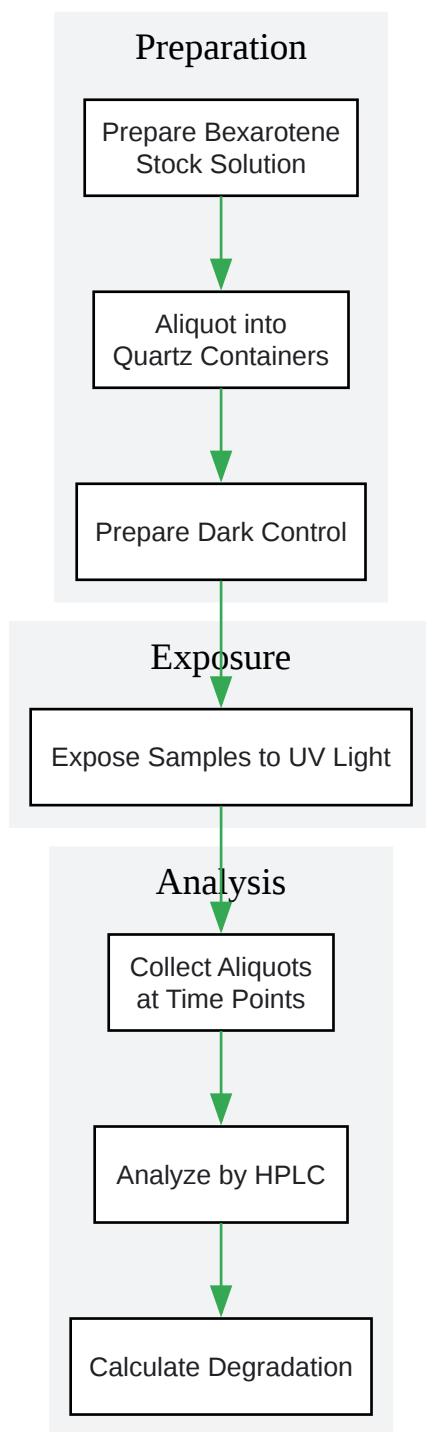 Preparation
Prepare Bexarotene
Stock Solution
Aliquot into
Quartz Containers
Prepare Dark Control
Exposure
Expose Samples to UV Light
Analysis
Collect Aliquots
at Time Points
Analyze by HPLC
Calculate Degradation